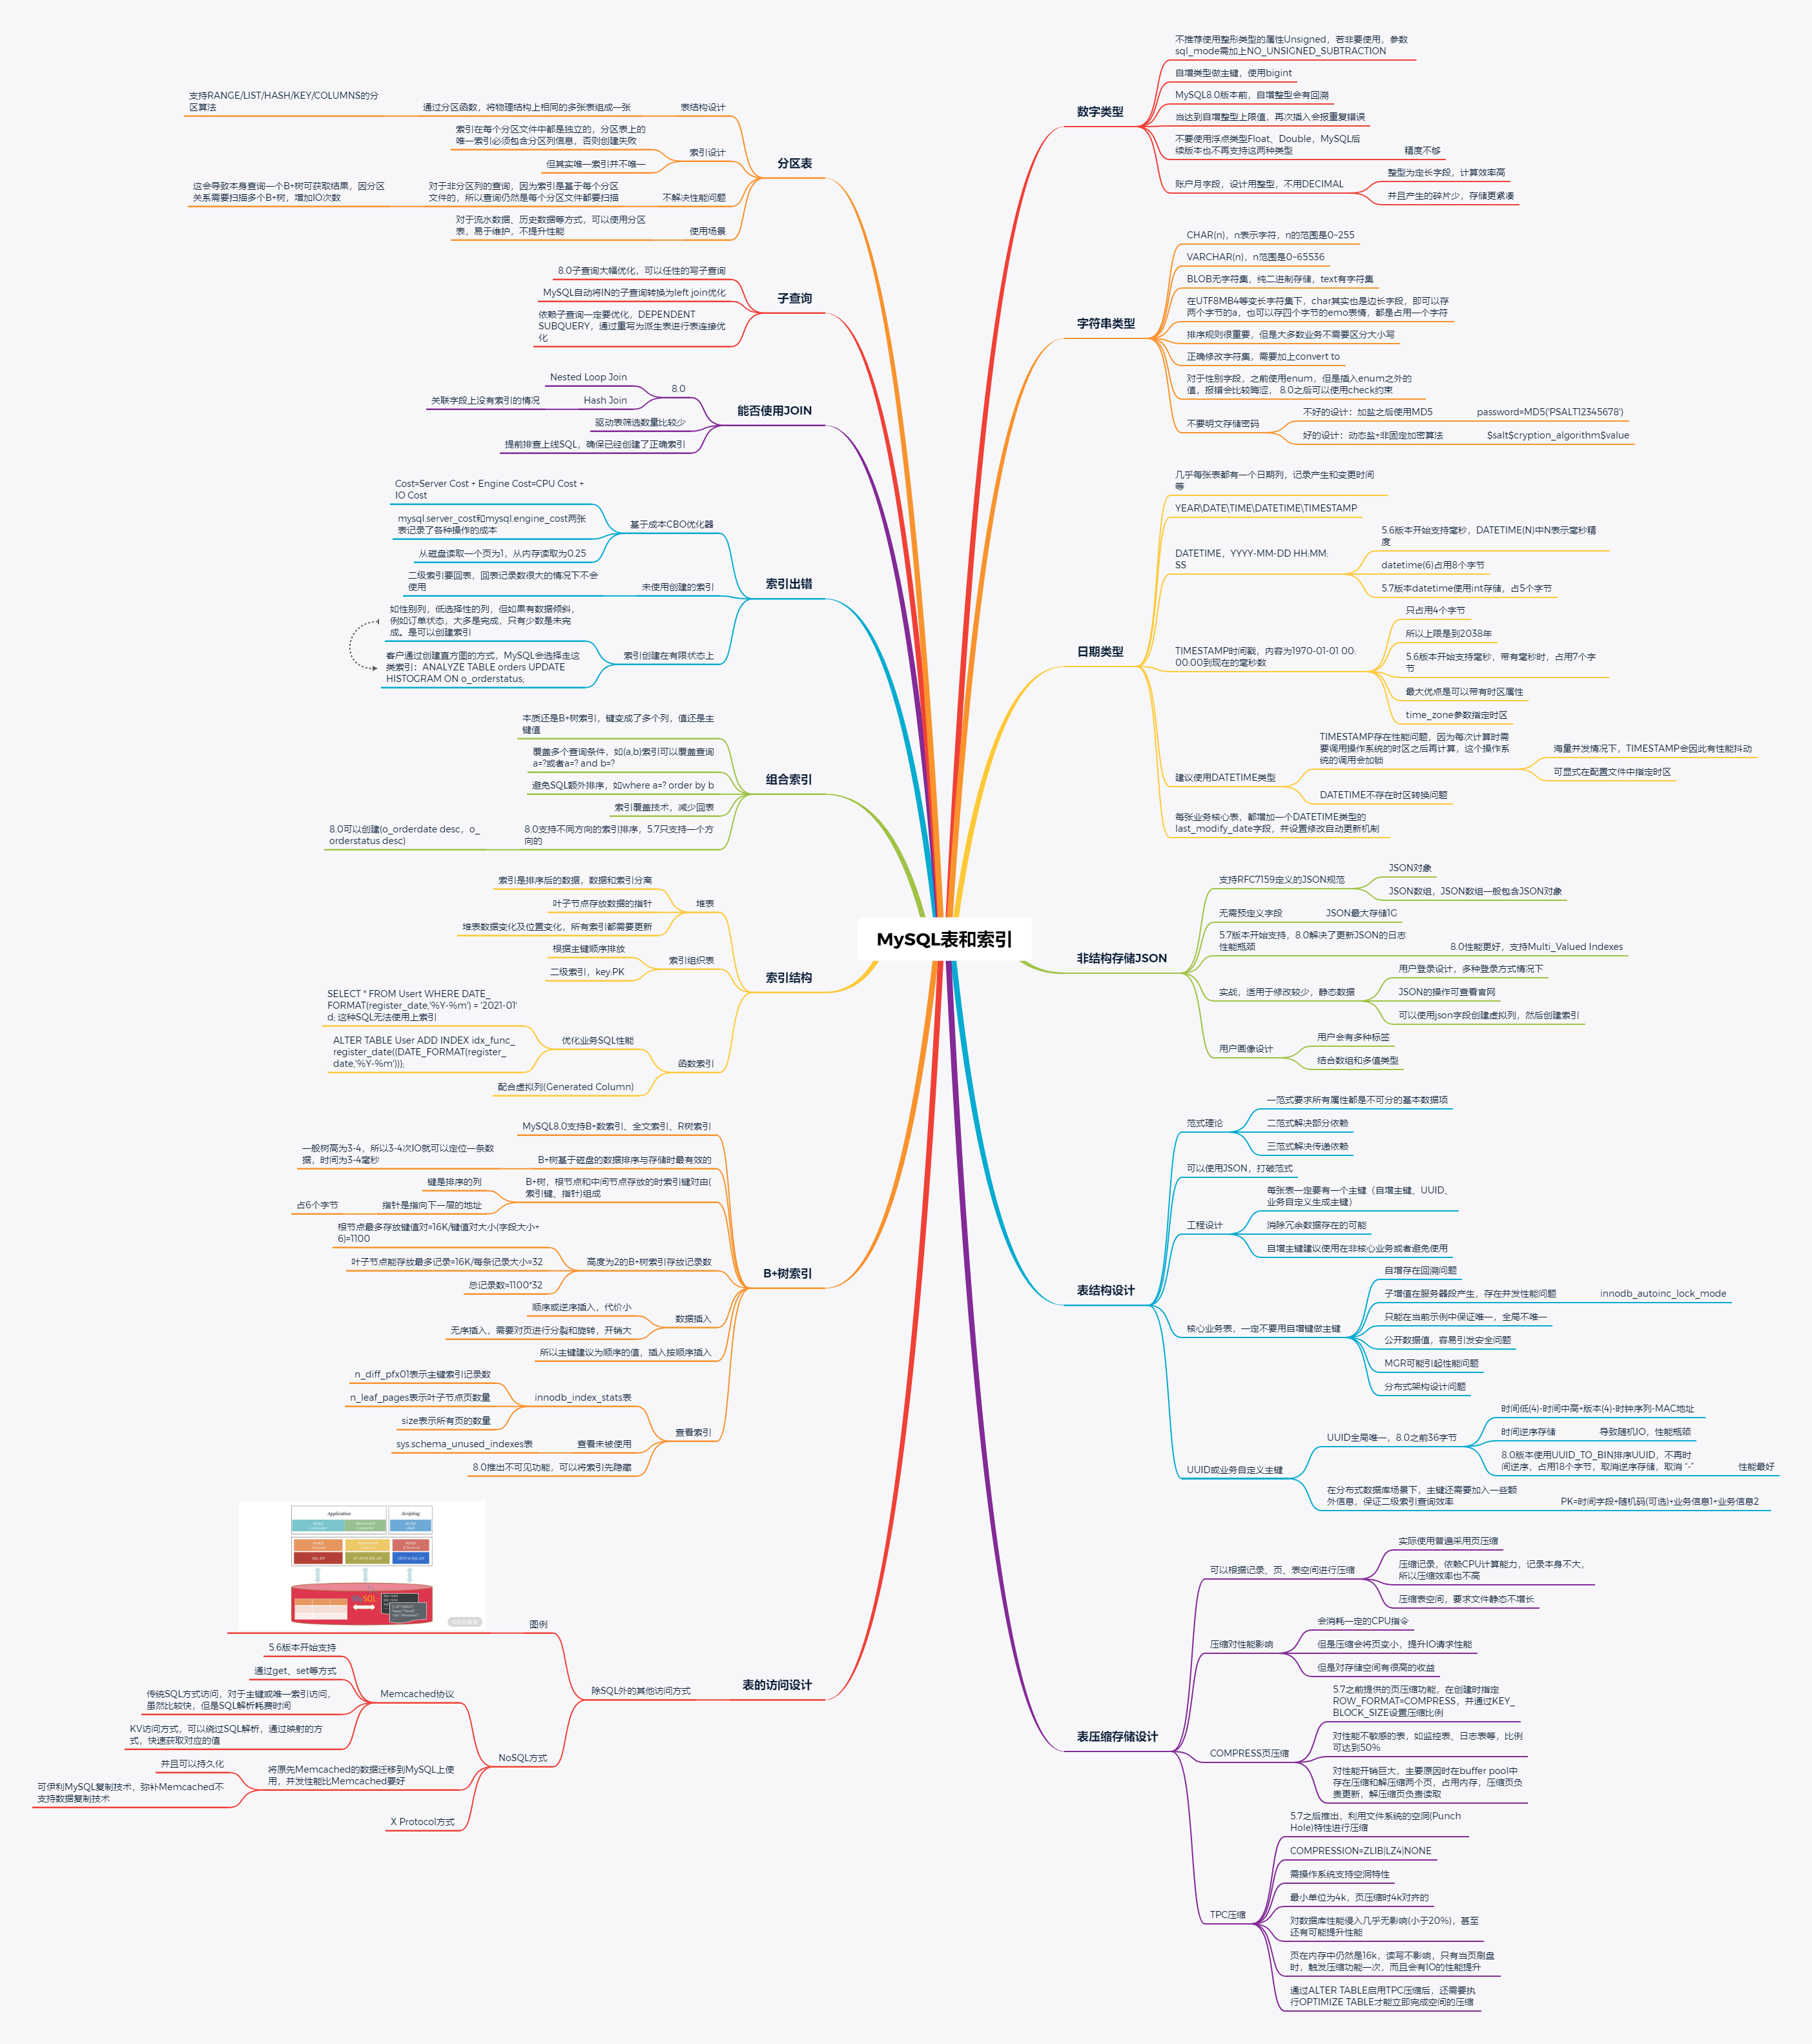 MySQL表和索引
数字类型
不推荐使用整形类型的属性Unsigned，若非要使用，参数
sql_mode需加上NO_UNSIGNED_SUBTRACTION
自增类型做主键，使用bigint
MySQL8.0版本前，自增整型会有回溯
当达到自增整型上限值，再次插入会报重复错误
不要使用浮点类型Float、Double，MySQL后
续版本也不再支持这两种类型
精度不够
账户月字段，设计用整型，不用DECIMAL
整型为定长字段，计算效率高
并且产生的碎片少，存储更紧凑
字符串类型
CHAR(n)，n表示字符，n的范围是0~255
VARCHAR(n)，n范围是0~65536
BLOB无字符集，纯二进制存储，text有字符集
在UTF8MB4等变长字符集下，char其实也是边长字段，即可以存
两个字节的a，也可以存四个字节的emo表情，都是占用一个字符
排序规则很重要，但是大多数业务不需要区分大小写
正确修改字符集，需要加上convert to
对于性别字段，之前使用enum，但是插入enum之外的
值，报错会比较晦涩， 8.0之后可以使用check约束
不要明文存储密码
不好的设计：加盐之后使用MD5
password=MD5('PSALT12345678')
好的设计：动态盐+非固定加密算法
$salt$cryption_algorithm$value
日期类型
几乎每张表都有一个日期列，记录产生和变更时间
等
YEAR\DATE\TIME\DATETIME\TIMESTAMP
DATETIME，YYYY-MM-DD HH:MM:
SS
5.6版本开始支持毫秒，DATETIME(N)中N表示毫秒精
度
datetime(6)占用8个字节
5.7版本datetime使用int存储，占5个字节
TIMESTAMP时间戳，内容为1970-01-01 00:
00:00到现在的毫秒数
只占用4个字节
所以上限是到2038年
5.6版本开始支持毫秒，带有毫秒时，占用7个字
节
最大优点是可以带有时区属性
time_zone参数指定时区
建议使用DATETIME类型
TIMESTAMP存在性能问题，因为每次计算时需
要调用操作系统的时区之后再计算，这个操作系
统的调用会加锁
海量并发情况下，TIMESTAMP会因此有性能抖动
可显式在配置文件中指定时区
DATETIME不存在时区转换问题
每张业务核心表，都增加一个DATETIME类型的
last_modify_date字段，并设置修改自动更新机制
非结构存储JSON
支持RFC7159定义的JSON规范
JSON对象
JSON数组，JSON数组一般包含JSON对象
无需预定义字段
JSON最大存储1G
5.7版本开始支持，8.0解决了更新JSON的日志
性能瓶颈
8.0性能更好，支持Multi_Valued Indexes
实战，适用于修改较少，静态数据
用户登录设计，多种登录方式情况下
JSON的操作可查看官网
可以使用json字段创建虚拟列，然后创建索引
用户画像设计
用户会有多种标签
结合数组和多值类型
表结构设计
范式理论
一范式要求所有属性都是不可分的基本数据项
二范式解决部分依赖
三范式解决传递依赖
可以使用JSON，打破范式
工程设计
每张表一定要有一个主键（自增主键、UUID、
业务自定义生成主键）
消除冗余数据存在的可能
自增主键建议使用在非核心业务或者避免使用
核心业务表，一定不要用自增键做主键
自增存在回溯问题
子增值在服务器段产生，存在并发性能问题
innodb_autoinc_lock_mode
只能在当前示例中保证唯一，全局不唯一
公开数据值，容易引发安全问题
MGR可能引起性能问题
分布式架构设计问题
UUID或业务自定义主键
UUID全局唯一，8.0之前36字节
时间低(4)-时间中高+版本(4)-时钟序列-MAC地址
时间逆序存储
导致随机IO，性能瓶颈
8.0版本使用UUID_TO_BIN排序UUID，不再时
间逆序，占用18个字节，取消逆序存储，取消 "-"
性能最好
在分布式数据库场景下，主键还需要加入一些额
外信息，保证二级索引查询效率
PK=时间字段+随机码(可选)+业务信息1+业务信息2
表压缩存储设计
可以根据记录、页、表空间进行压缩
实际使用普遍采用页压缩
压缩记录，依赖CPU计算能力，记录本身不大，
所以压缩效率也不高
压缩表空间，要求文件静态不增长
压缩对性能影响
会消耗一定的CPU指令
但是压缩会将页变小，提升IO请求性能
但是对存储空间有很高的收益
COMPRESS页压缩
5.7之前提供的页压缩功能，在创建时指定
ROW_FORMAT=COMPRESS，并通过KEY_
BLOCK_SIZE设置压缩比例
对性能不敏感的表，如监控表、日志表等，比例
可达到50%
对性能开销巨大，主要原因时在buffer pool中
存在压缩和解压缩两个页，占用内存，压缩页负
责更新，解压缩页负责读取
TPC压缩
5.7之后推出，利用文件系统的空洞(Punch
Hole)特性进行压缩
COMPRESSION=ZLIB|LZ4|NONE
需操作系统支持空洞特性
最小单位为4k，页压缩时4k对齐的
对数据库性能侵入几乎无影响(小于20%)，甚至
还有可能提升性能
页在内存中仍然是16k，读写不影响，只有当页刷盘
时，触发压缩功能一次，而且会有IO的性能提升
通过ALTER TABLE启用TPC压缩后，还需要执
行OPTIMIZE TABLE才能立即完成空间的压缩
分区表
表结构设计
通过分区函数，将物理结构上相同的多张表组成一张
支持RANGE/LIST/HASH/KEY/COLUMNS的分
区算法
索引设计
索引在每个分区文件中都是独立的，分区表上的
唯一索引必须包含分区列信息，否则创建失败
但其实唯一索引并不唯一
不解决性能问题
对于非分区列的查询，因为索引是基于每个分区
文件的，所以查询仍然是每个分区文件都要扫描
这会导致本身查询一个B+树可获取结果，因分区
关系需要扫描多个B+树，增加IO次数
使用场景
对于流水数据、历史数据等方式，可以使用分区
表，易于维护，不提升性能
子查询
8.0子查询大幅优化，可以任性的写子查询
MySQL自动将IN的子查询转换为left join优化
依赖子查询一定要优化，DEPENDENT
SUBQUERY，通过重写为派生表进行表连接优
化
能否使用JOIN
8.0
Nested Loop Join
Hash Join
关联字段上没有索引的情况
驱动表筛选数量比较少
提前排查上线SQL，确保已经创建了正确索引
索引出错
基于成本CBO优化器
Cost=Server Cost + Engine Cost=CPU Cost +
IO Cost
mysql.server_cost和mysql.engine_cost两张
表记录了各种操作的成本
从磁盘读取一个页为1，从内存读取为0.25
未使用创建的索引
二级索引要回表，回表记录数很大的情况下不会
使用
索引创建在有限状态上
如性别列，低选择性的列，但如果有数据倾斜，
例如订单状态，大多是完成，只有少数是未完
成。是可以创建索引
客户通过创建直方图的方式，MySQL会选择走这
类索引：ANALYZE TABLE orders UPDATE
HISTOGRAM ON o_orderstatus;
组合索引
本质还是B+树索引，键变成了多个列，值还是主
键值
覆盖多个查询条件，如(a,b)索引可以覆盖查询
a=?或者a=? and b=?
避免SQL额外排序，如where a=? order by b
索引覆盖技术，减少回表
8.0支持不同方向的索引排序，5.7只支持一个方
向的
8.0可以创建(o_orderdate desc，o_
orderstatus desc)
索引结构
堆表
索引是排序后的数据，数据和索引分离
叶子节点存放数据的指针
堆表数据变化及位置变化，所有索引都需要更新
索引组织表
根据主键顺序排放
二级索引，key:PK
函数索引
优化业务SQL性能
SELECT * FROM Usert WHERE DATE_
FORMAT(register_date,'%Y-%m') = '2021-01'
d; 这种SQL无法使用上索引
ALTER TABLE User ADD INDEX idx_func_
register_date((DATE_FORMAT(register_
date,'%Y-%m')));
配合虚拟列(Generated Column)
B+树索引
MySQL8.0支持B+数索引、全文索引、R树索引
B+树基于磁盘的数据排序与存储时最有效的
一般树高为3-4，所以3-4次IO就可以定位一条数
据，时间为3-4毫秒
B+树，根节点和中间节点存放的时索引键对由(
索引键、指针)组成
键是排序的列
指针是指向下一层的地址
占6个字节
高度为2的B+树索引存放记录数
根节点最多存放键值对=16K/键值对大小(字段大小+
6)=1100
叶子节点能存放最多记录=16K/每条记录大小=32
总记录数=1100*32
数据插入
顺序或逆序插入，代价小
无序插入，需要对页进行分裂和旋转，开销大
所以主键建议为顺序的值，插入按顺序插入
查看索引
innodb_index_stats表
n_diff_pfx01表示主键索引记录数
n_leaf_pages表示叶子节点页数量
size表示所有页的数量
查看未被使用
sys.schema_unused_indexes表
8.0推出不可见功能，可以将索引先隐藏
表的访问设计
除SQL外的其他访问方式
图例
Application
Scripting
MySQL
NoSQL方式
Memcached协议
5.6版本开始支持
通过get、set等方式
传统SQL方式访问，对于主键或唯一索引访问，
虽然比较快，但是SQL解析耗费时间
KV访问方式，可以绕过SQL解析，通过映射的方
式，快速获取对应的值
将原先Memcached的数据迁移到MySQL上使
用，并发性能比Memcached要好
并且可以持久化
可伊利MySQL复制技术，弥补Memcached不
支持数据复制技术
X Protocol方式